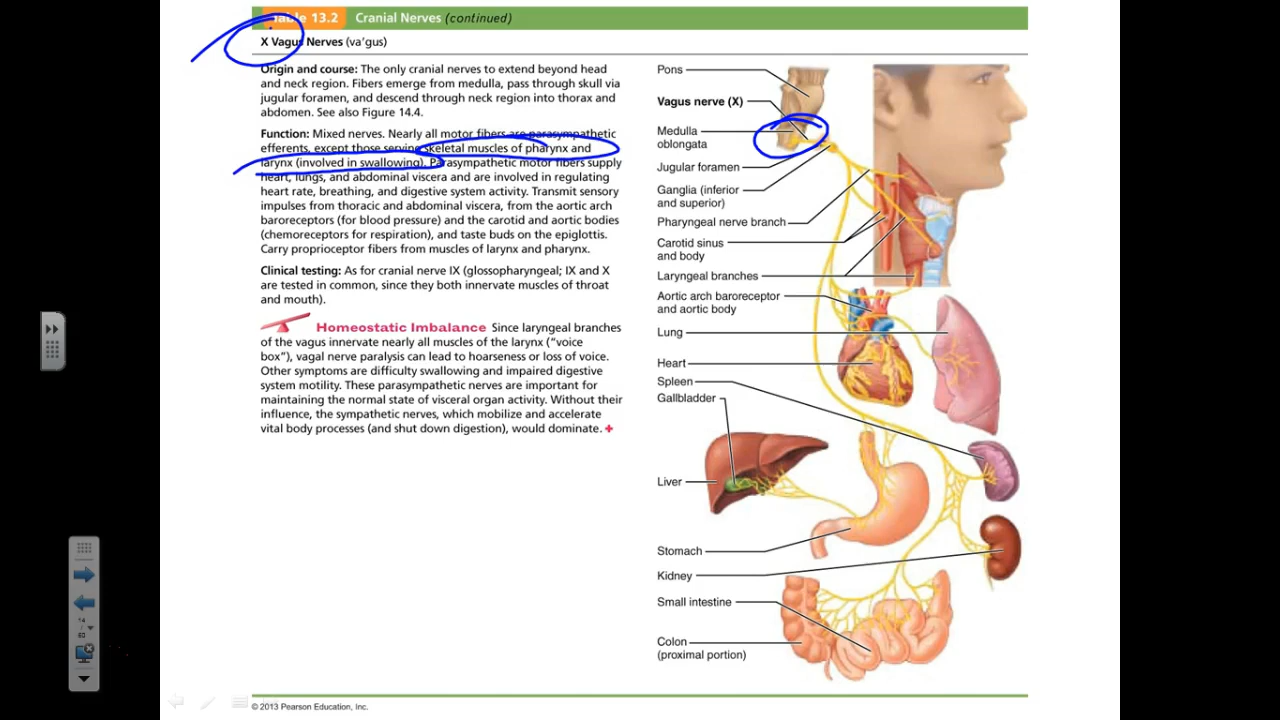 Table 13.2 Cranial Nerves (continued)
X Vagus Nerves (va'gus)
Origin and course: The only cranial nerves to extend beyond head
and neck region. Fibers emerge from medulla, pass through skull via
jugular foramen, and descend through neck region into thorax and
abdomen. See also Figure 14.4.
Function: Mixed nerves. Nearly all motor fibers are parasympathetic
efferents, except those serving skeletal muscles of pharynx and
larynx (involved in swallowing). Parasympathetic motor fibers supply
heart, lungs, and abdominal viscera and are involved in regulating
heart rate, breathing, and digestive system activity. Transmit sensory
impulses from thoracic and abdominal viscera, from the aortic arch
baroreceptors (for blood pressure) and the carotid and aortic bodies
(chemoreceptors for respiration), and taste buds on the epiglottis.
Carry proprioceptor fibers from muscles of larynx and pharynx.
Clinical testing: As for cranial nerve IX (glossopharyngeal; IX and X
are tested in common, since they both innervate muscles of throat
and mouth).
Homeostatic Imbalance Since laryngeal branches
of the vagus innervate nearly all muscles of the larynx (“voice
box”), vagal nerve paralysis can lead to hoarseness or loss of voice.
Other symptoms are difficulty swallowing and impaired digestive
system motility. These parasympathetic nerves are important for
maintaining the normal state of visceral organ activity. Without their
influence, the sympathetic nerves, which mobilize and accelerate
vital body processes (and shut down digestion), would dominate. +
Pons
Vagus nerve (X)
Medulla
oblongata
Jugular foramen
Ganglia (inferior
and superior)
Pharyngeal nerve branch
Carotid sinus
and body
Laryngeal branches
Aortic arch baroreceptor
and aortic body
Lung
Heart
Spleen
Gallbladder
Liver
Stomach
Kidney
Small intestine
Colon
(proximal portion)
14
/
60
© 2013 Pearson Education, Inc.